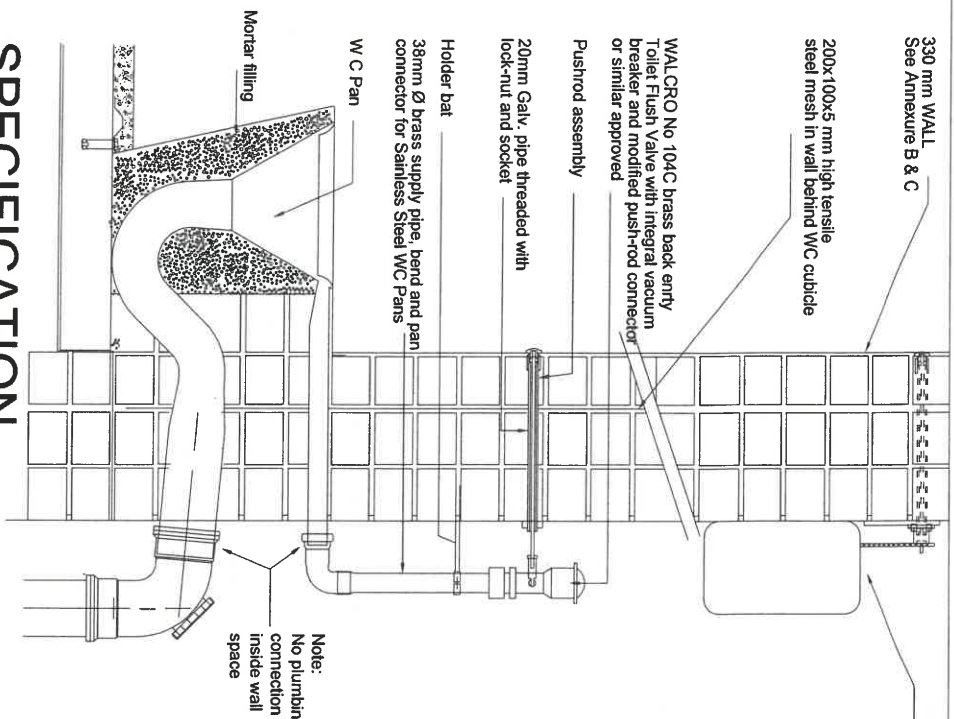 330 mm WALL
See Annexure B & C
200x100x5 mm high tensile
steel mesh in wall behind WC cubicle
WALCRO No 104C brass back enrty
Toilet Flush Valve with integral vacuum
breaker and modified push-rod connector
or similar approved
Pushrod assembly
20mm Galv. pipe threaded with
lock-nut and socket
Holder bat
38mm Ø brass supply pipe, bend and pan
connector for Sainless Steel WC Pans
W C Pan
Mortar filling
Note:
No plumbin
connection
inside wall
space
SPECIFICATION